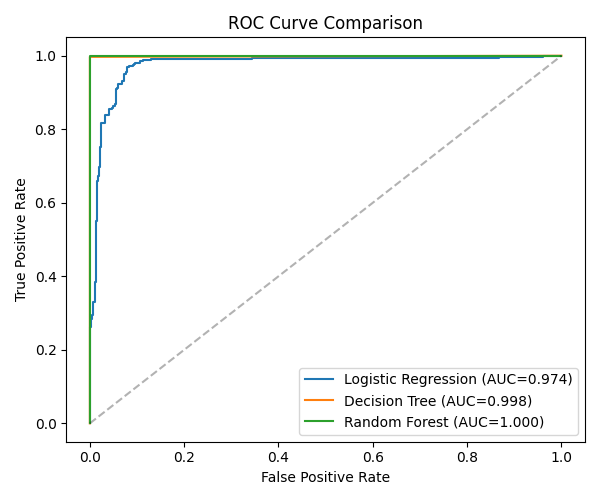 ROC Curve Comparison
True Positive Rate
1.0
0.8
0.6
0.4
0.2
0.0
0.0 0.2 0.4 0.6 0.8 1.0
False Positive Rate
Logistic Regression (AUC=0.974)
Decision Tree (AUC=0.998)
Random Forest (AUC=1.000)